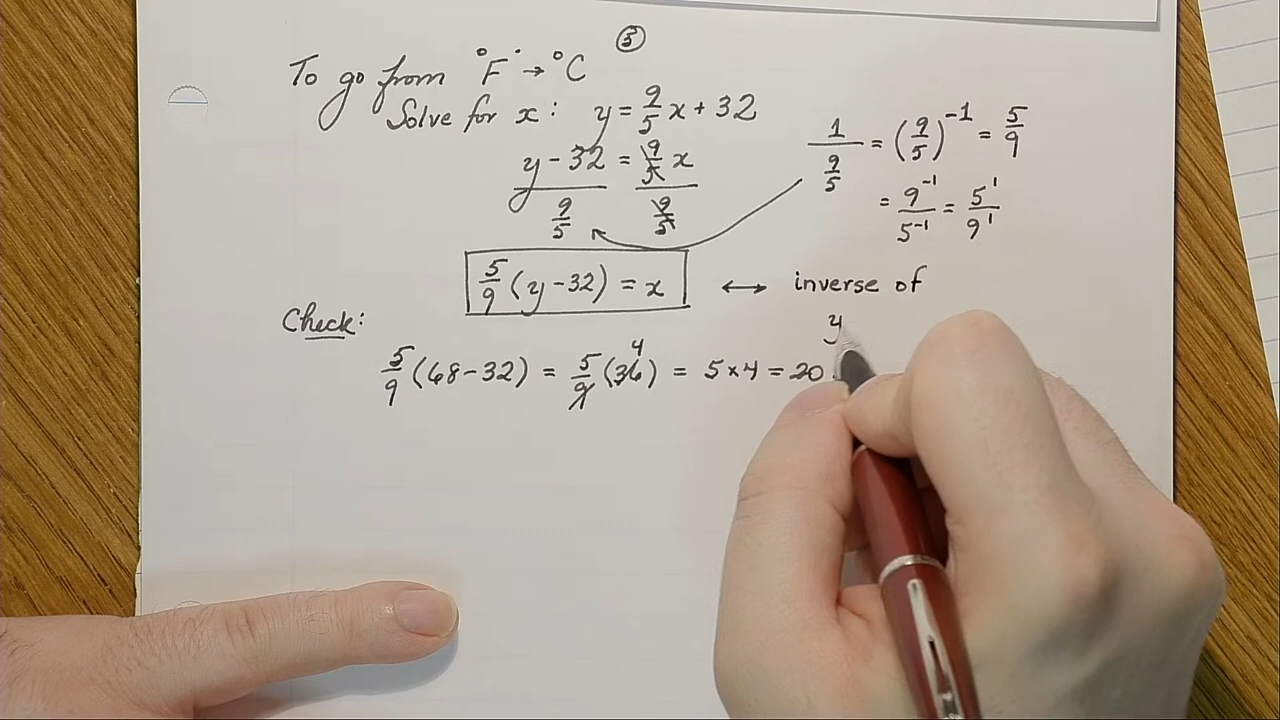 ⑤
To go from °F → °C
Solve for x: y = 9/5 x + 32
y - 32 = 9/5 x
9/5 9/5
1 / (9/5) = (9/5)^-1 = 5/9
= 9^-1 / 5^-1 = 5^1 / 9^1
5/9 (y - 32) = x ↔ inverse of
y
Check:
5/9 (68 - 32) = 5/9 (36) 4 = 5 × 4 = 20